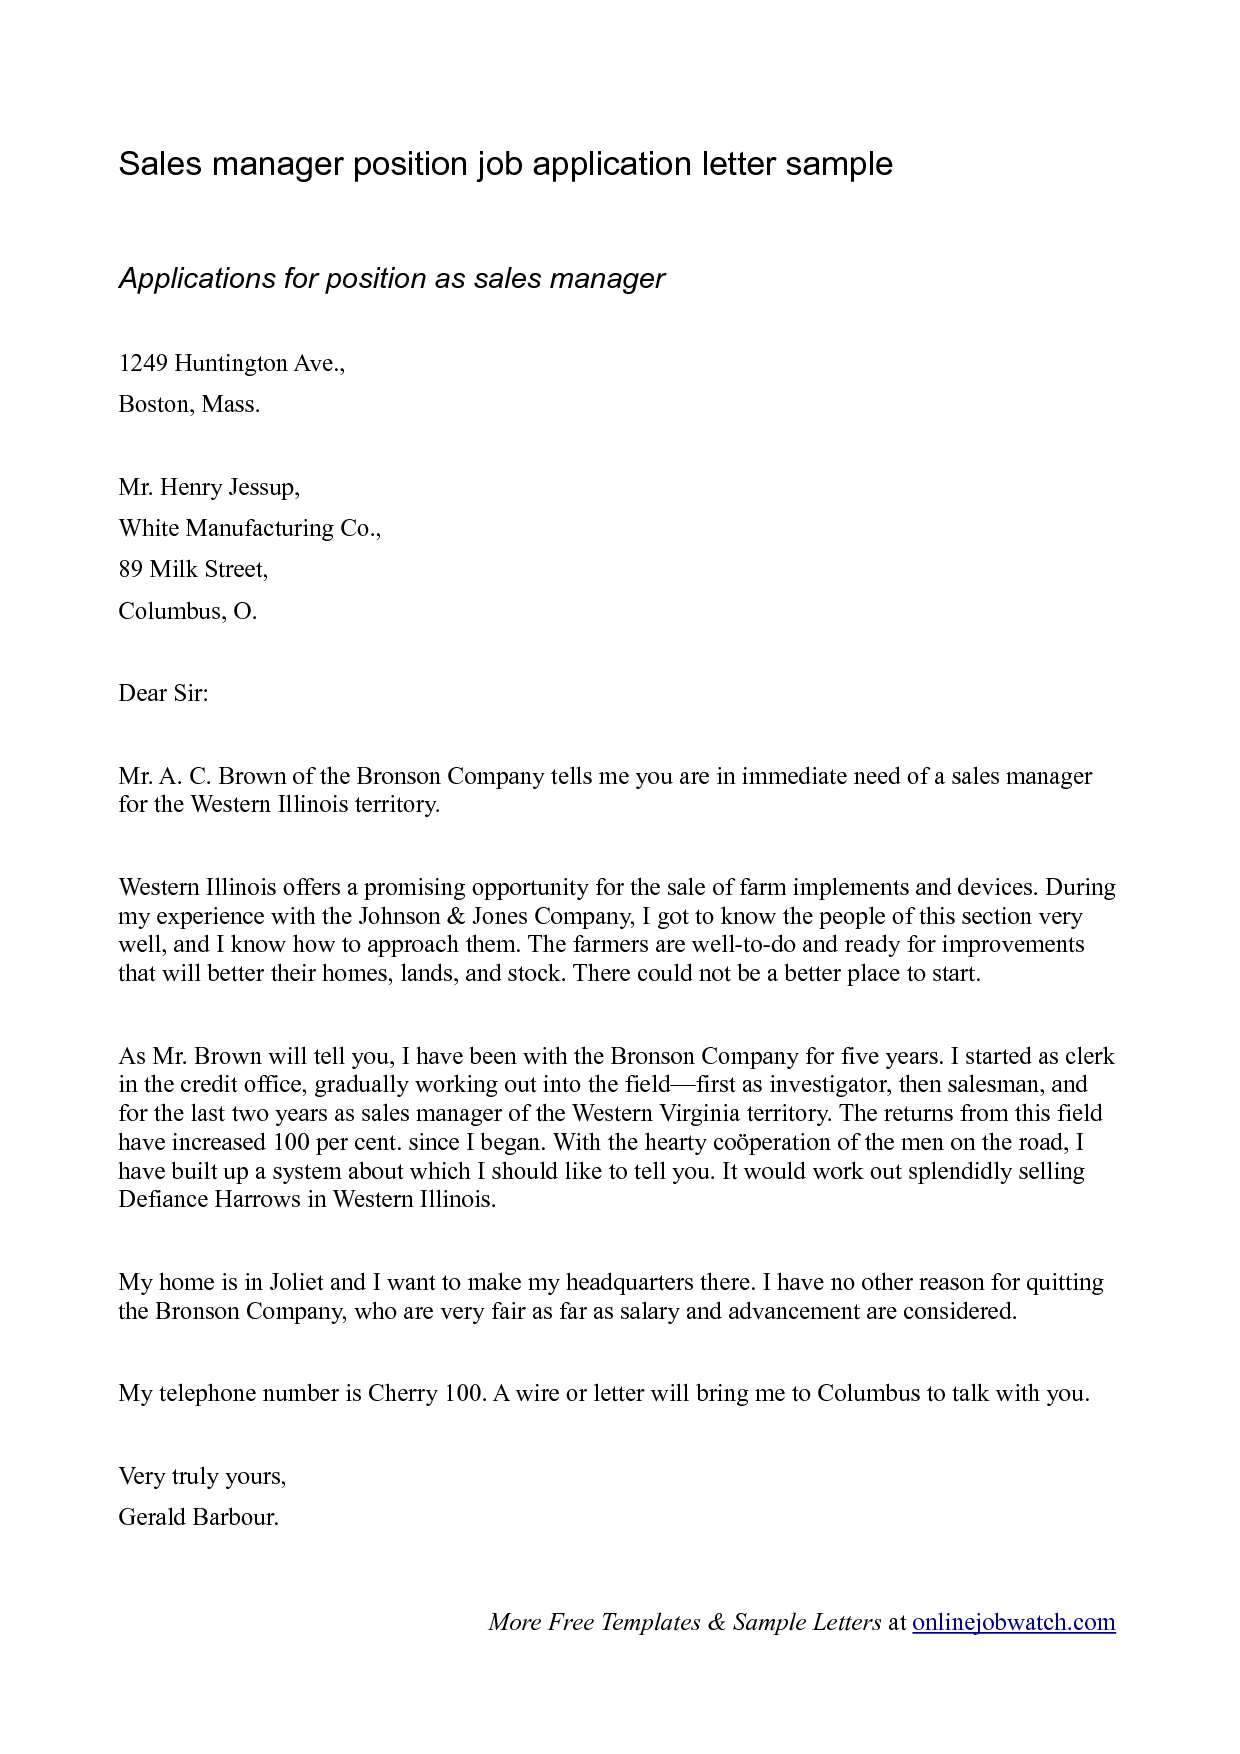 Sales manager position job application letter sample
Applications for position as sales manager
1249 Huntington Ave.,
Boston, Mass.
Mr. Henry Jessup,
White Manufacturing Co.,
89 Milk Street,
Columbus, O.
Dear Sir:
Mr. A. C. Brown of the Bronson Company tells me you are in immediate need of a sales manager
for the Western Illinois territory.
Western Illinois offers a promising opportunity for the sale of farm implements and devices. During
my experience with the Johnson & Jones Company, I got to know the people of this section very
well, and I know how to approach them. The farmers are well-to-do and ready for improvements
that will better their homes, lands, and stock. There could not be a better place to start.
As Mr. Brown will tell you, I have been with the Bronson Company for five years. I started as clerk
in the credit office, gradually working out into the field—first as investigator, then salesman, and
for the last two years as sales manager of the Western Virginia territory. The returns from this field
have increased 100 per cent. since I began. With the hearty coöperation of the men on the road, I
have built up a system about which I should like to tell you. It would work out splendidly selling
Defiance Harrows in Western Illinois.
My home is in Joliet and I want to make my headquarters there. I have no other reason for quitting
the Bronson Company, who are very fair as far as salary and advancement are considered.
My telephone number is Cherry 100. A wire or letter will bring me to Columbus to talk with you.
Very truly yours,
Gerald Barbour.
More Free Templates & Sample Letters at onlinejobwatch.com